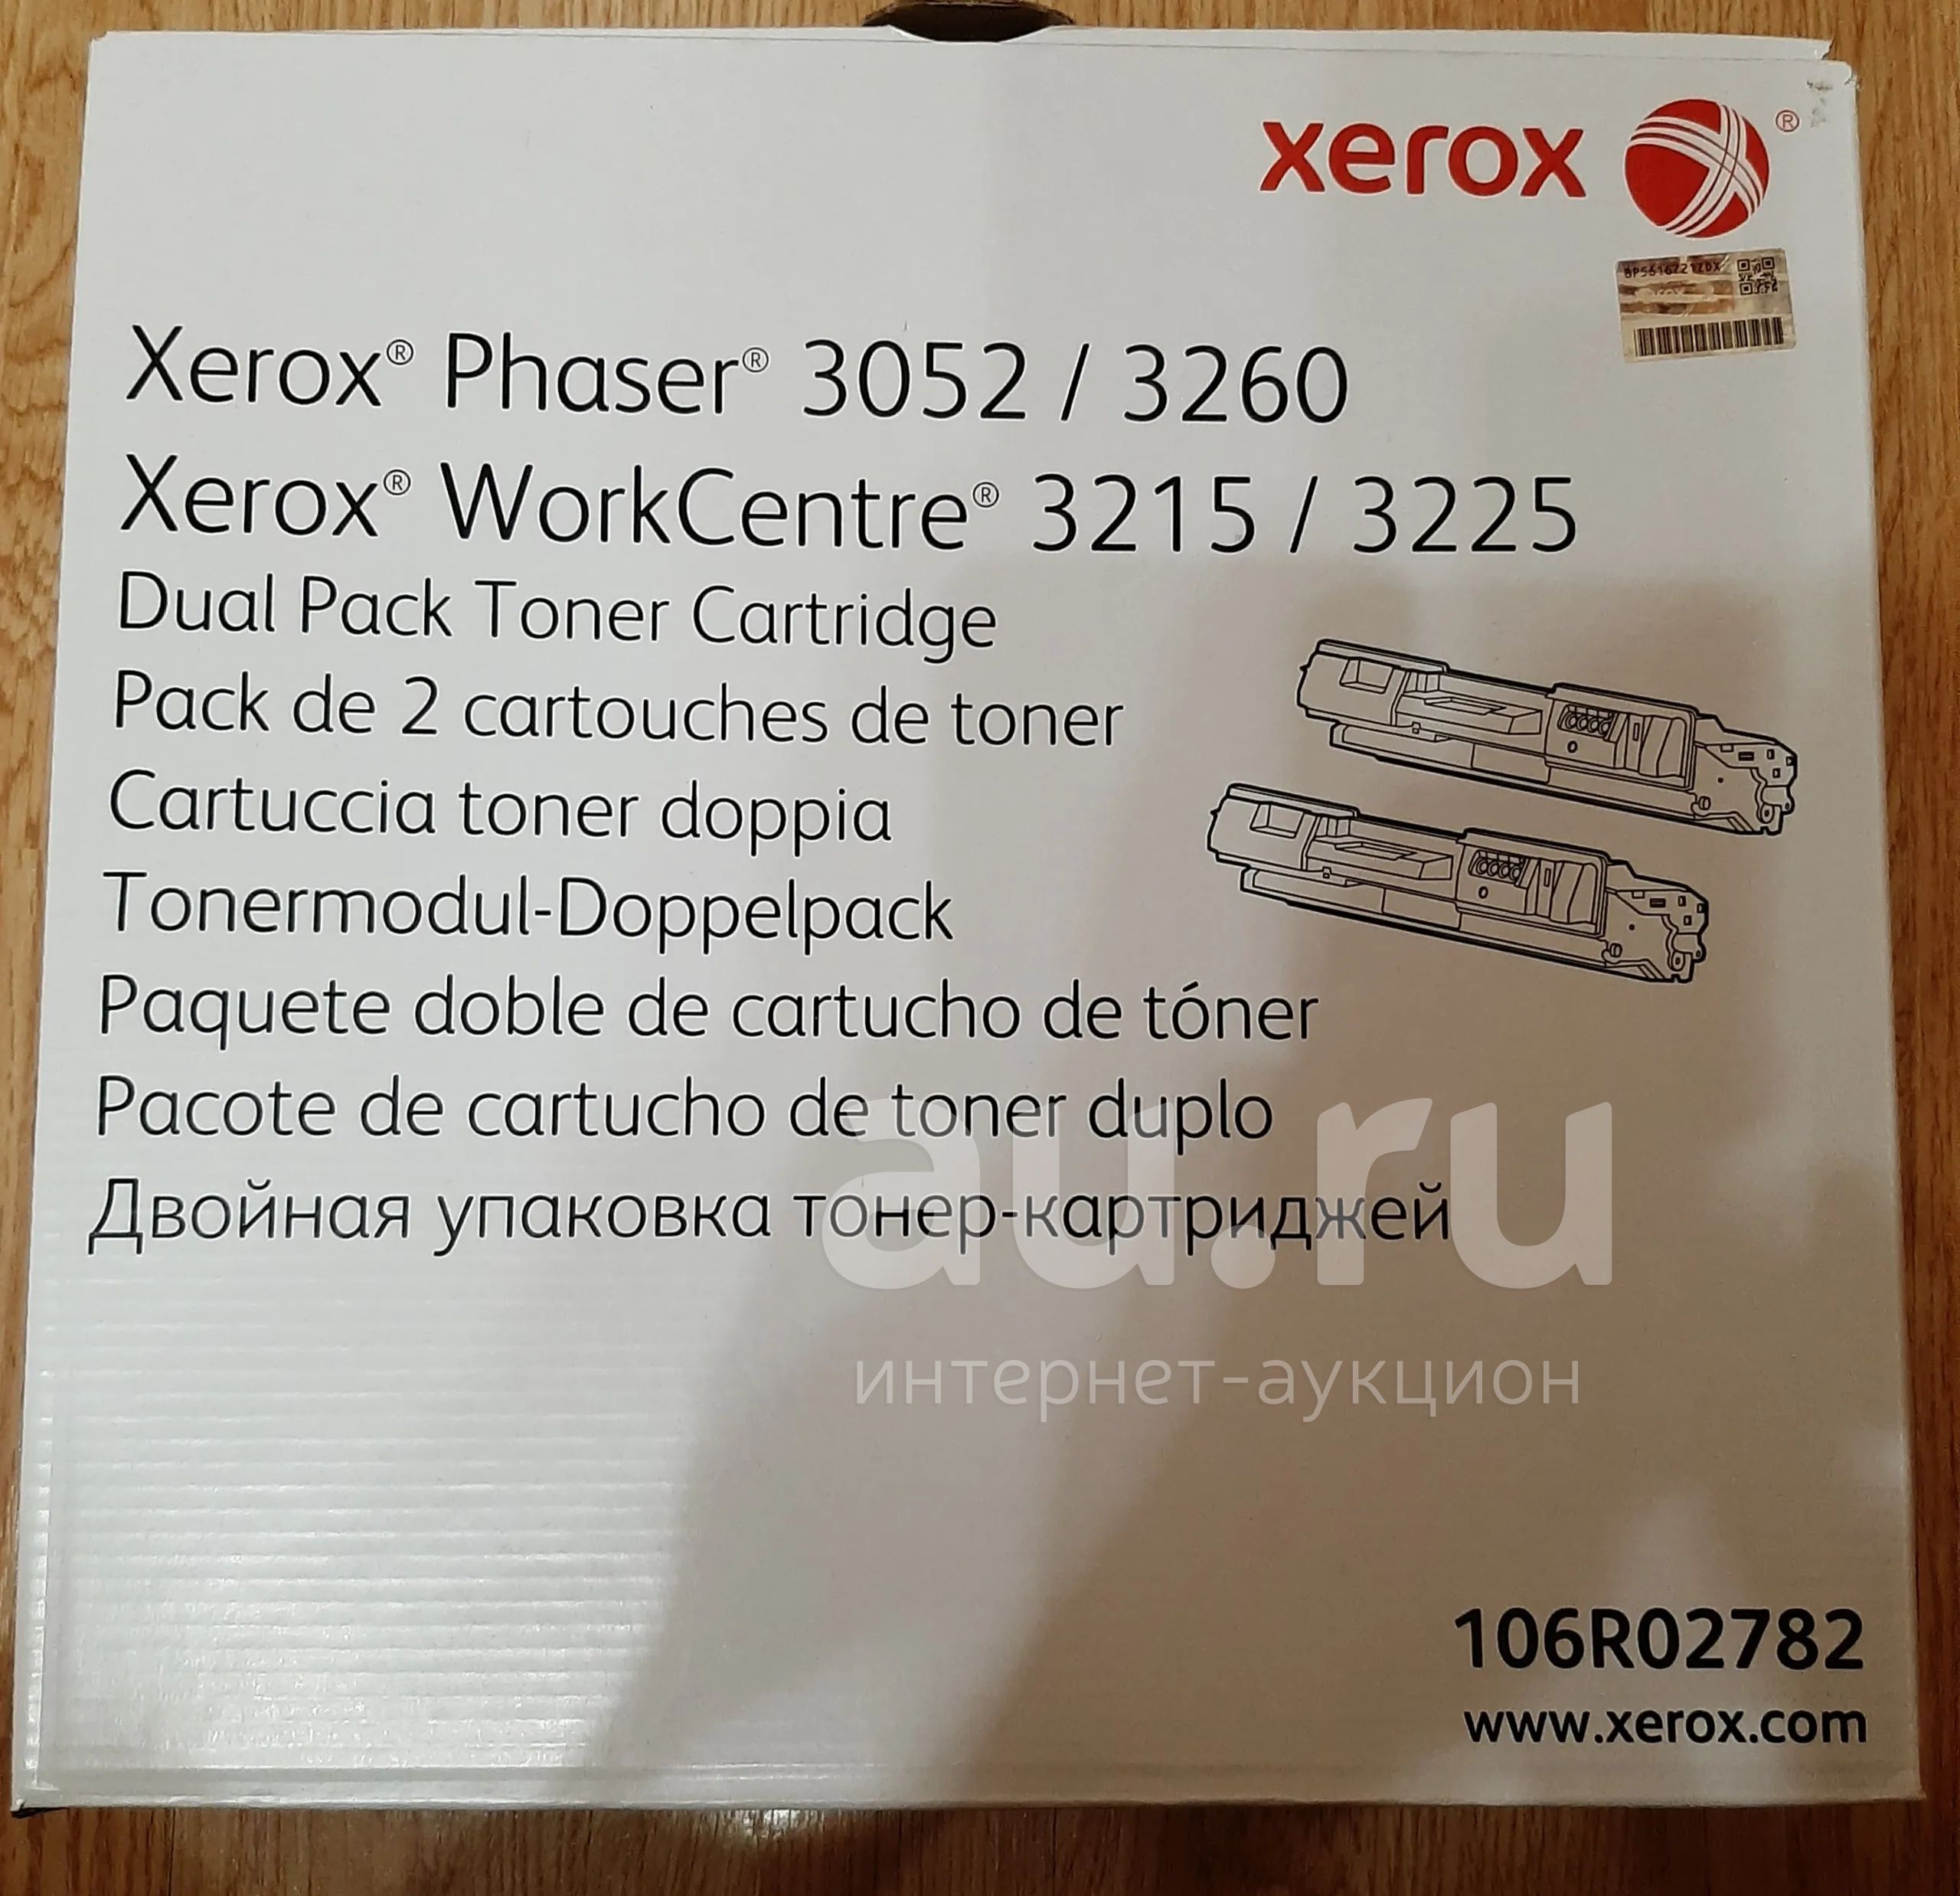 xerox ®
Xerox® Phaser® 3052 / 3260
Xerox® WorkCentre® 3215 / 3225
Dual Pack Toner Cartridge
Pack de 2 cartouches de toner
Cartuccia toner doppia
Tonermodul-Doppelpack
Paquete doble de cartucho de tóner
Pacote de cartucho de toner duplo
Двойная упаковка тонер-картриджей
au.ru
интернет-аукцион
106R02782
www.xerox.com